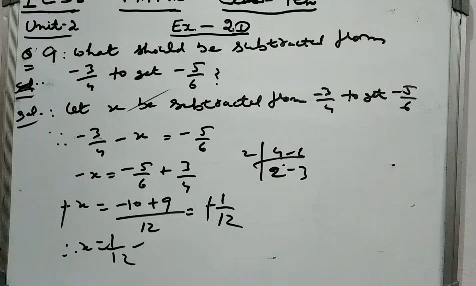 Unit-2 Ex - 2D
Q 9: what should be subtracted from
-3/4 to get -5/6?
Sol.: Let x be subtracted from -3/4 to get -5/6
∴ -3/4 - x = -5/6
-x = -5/6 + 3/4
2 | 4-6
2-3
+x = -10+9/12 = +1/12
∴ x = 1/12